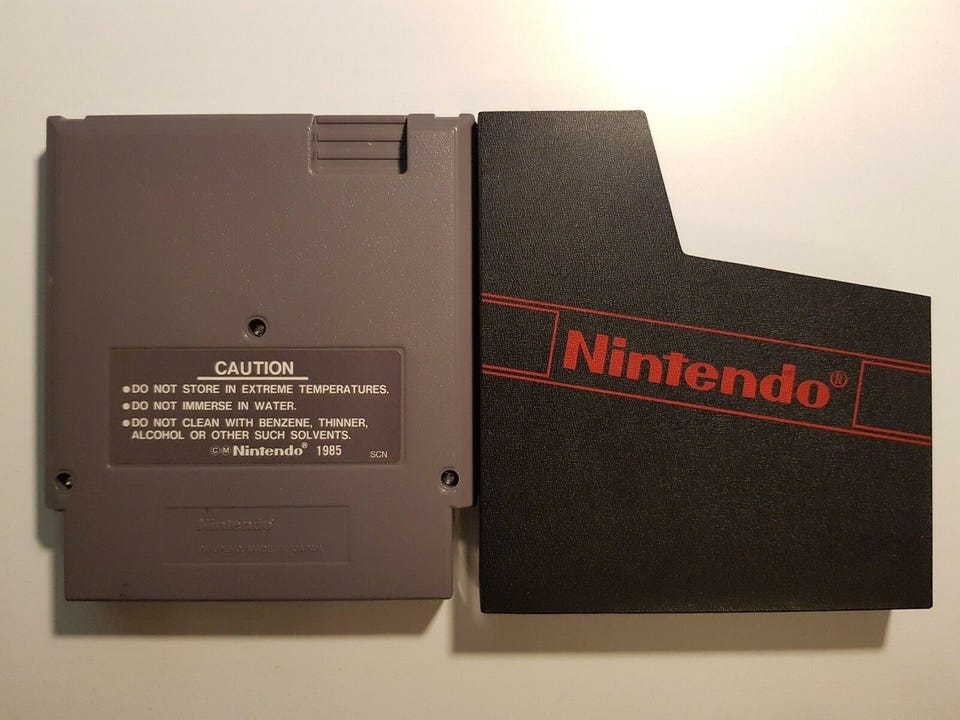 CAUTION
●DO NOT STORE IN EXTREME TEMPERATURES.
●DO NOT IMMERSE IN WATER.
●DO NOT CLEAN WITH BENZENE, THINNER,
ALCOHOL OR OTHER SUCH SOLVENTS.
©Ⓜ Nintendo® 1985 SCN
Nintendo®
MADE IN JAPAN
Nintendo®